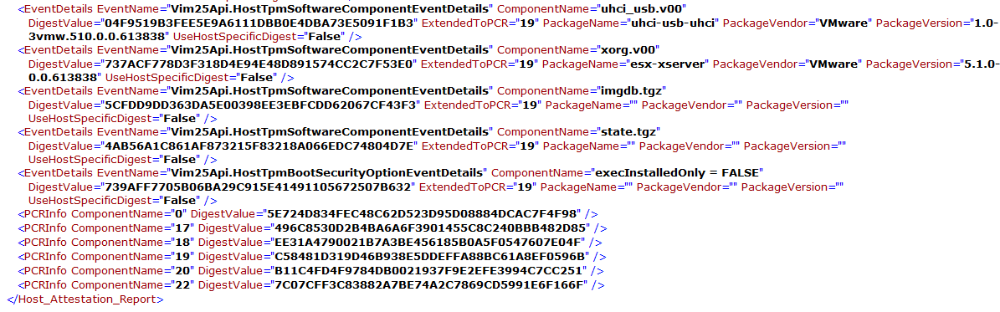 <EventDetails EventName="Vim25Api.HostTpmSoftwareComponentEventDetails" ComponentName="uhci_usb.v00"
DigestValue="04F9519B3FEE5E9A6111DBB0E4DBA73E5091F1B3" ExtendedToPCR="19" PackageName="uhci-usb-uhci" PackageVendor="VMware" PackageVersion="1.0-
3vmw.510.0.0.613838" UseHostSpecificDigest="False" />
<EventDetails EventName="Vim25Api.HostTpmSoftwareComponentEventDetails" ComponentName="xorg.v00"
DigestValue="737ACF778D3F318D4E94E48D891574CC2C7F53E0" ExtendedToPCR="19" PackageName="esx-xserver" PackageVendor="VMware" PackageVersion="5.1.0-
0.0.613838" UseHostSpecificDigest="False" />
<EventDetails EventName="Vim25Api.HostTpmSoftwareComponentEventDetails" ComponentName="imgdb.tgz"
DigestValue="5CFDD9DD363DA5E00398EE3EBFCDD62067CF43F3" ExtendedToPCR="19" PackageName="" PackageVendor="" PackageVersion=""
UseHostSpecificDigest="False" />
<EventDetails EventName="Vim25Api.HostTpmSoftwareComponentEventDetails" ComponentName="state.tgz"
DigestValue="4AB56A1C861AF873215F83218A066EDC74804D7E" ExtendedToPCR="19" PackageName="" PackageVendor="" PackageVersion=""
UseHostSpecificDigest="False" />
<EventDetails EventName="Vim25Api.HostTpmBootSecurityOptionEventDetails" ComponentName="execInstalledOnly = FALSE"
DigestValue="739AFF7705B06BA29C915E41491105672507B632" ExtendedToPCR="19" PackageName="" PackageVendor="" PackageVersion=""
UseHostSpecificDigest="False" />
<PCRInfo ComponentName="0" DigestValue="5E724D834FEC48C62D523D95D08884DCAC7F4F98" />
<PCRInfo ComponentName="17" DigestValue="496C8530D2B4BA6A6F3901455C8C240BBB482D85" />
<PCRInfo ComponentName="18" DigestValue="EE31A4790021B7A3BE456185B0A5F0547607E04F" />
<PCRInfo ComponentName="19" DigestValue="C58481D319D46B938E5DDEFFA88BC61A8EF0596B" />
<PCRInfo ComponentName="20" DigestValue="B11C4FD4F9784DB0021937F9E2EFE3994C7CC251" />
<PCRInfo ComponentName="22" DigestValue="7C07CFF3C83882A7BE74A2C7869CD5991E6F166F" />
</Host_Attestation_Report>